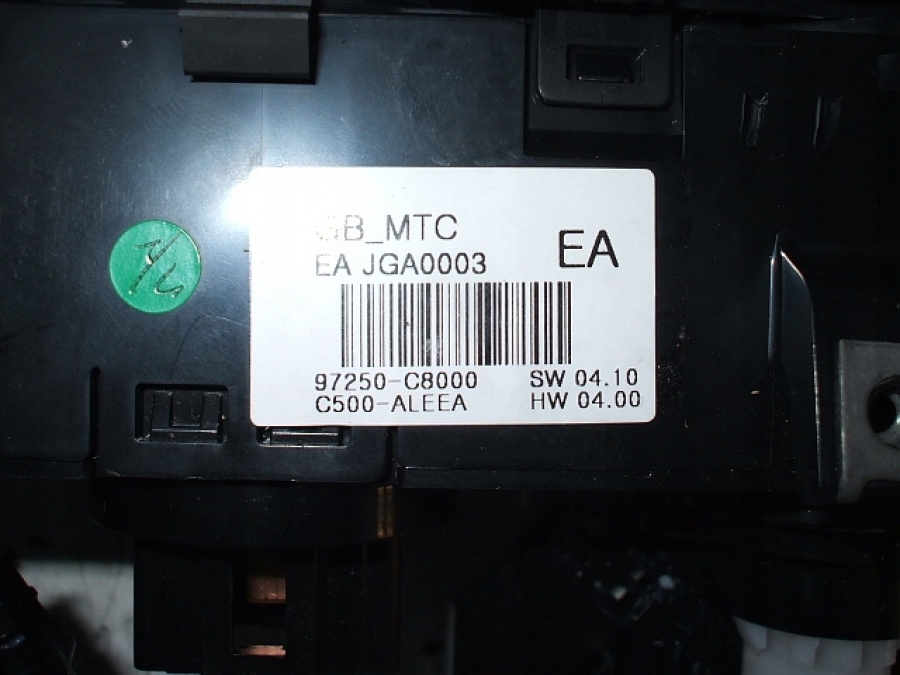 GB_MTC
EA JGA0003
EA
97250-C8000 SW 04.10
C500-ALEEA HW 04.00